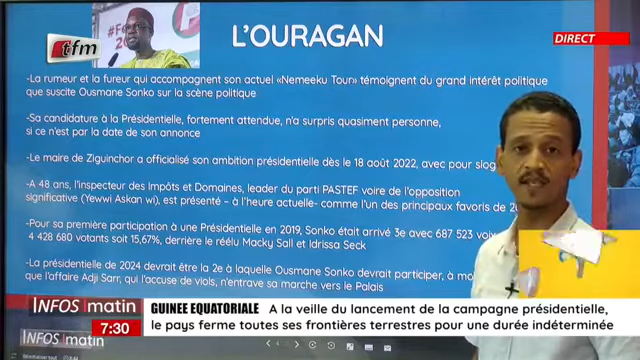 tfm
#F
20
L'OURAGAN
DIRECT
-La rumeur et la fureur qui accompagnent son actuel «Nemeeku Tour» témoignent du grand intérêt politique
que suscite Ousmane Sonko sur la scène politique
-Sa candidature à la Présidentielle, fortement attendue, n'a surpris quasiment personne,
si ce n'est par la date de son annonce
-Le maire de Ziguinchor a officialisé son ambition présidentielle dès le 18 août 2022, avec pour slog
-A 48 ans, l'inspecteur des Impôts et Domaines, leader du parti PASTEF voire de l'opposition
significative (Yewwi Askan wi), est présenté – à l'heure actuelle- comme l'un des principaux favoris de 2
-Pour sa première participation à une Présidentielle en 2019, Sonko était arrivé 3e avec 687 523 voix
4 428 680 votants soit 15,67%, derrière le réélu Macky Sall et Idrissa Seck
-La présidentielle de 2024 devrait être la 2e à laquelle Ousmane Sonko devrait participer, à mo
que l'affaire Adji Sarr, qui l'accuse de viols, n'entrave sa marche vers le Palais
INFOS matin
7:30
INFOS matin
GUINEE EQUATORIALE A la veille du lancement de la campagne présidentielle,
le pays ferme toutes ses frontières terrestres pour une durée indéterminée